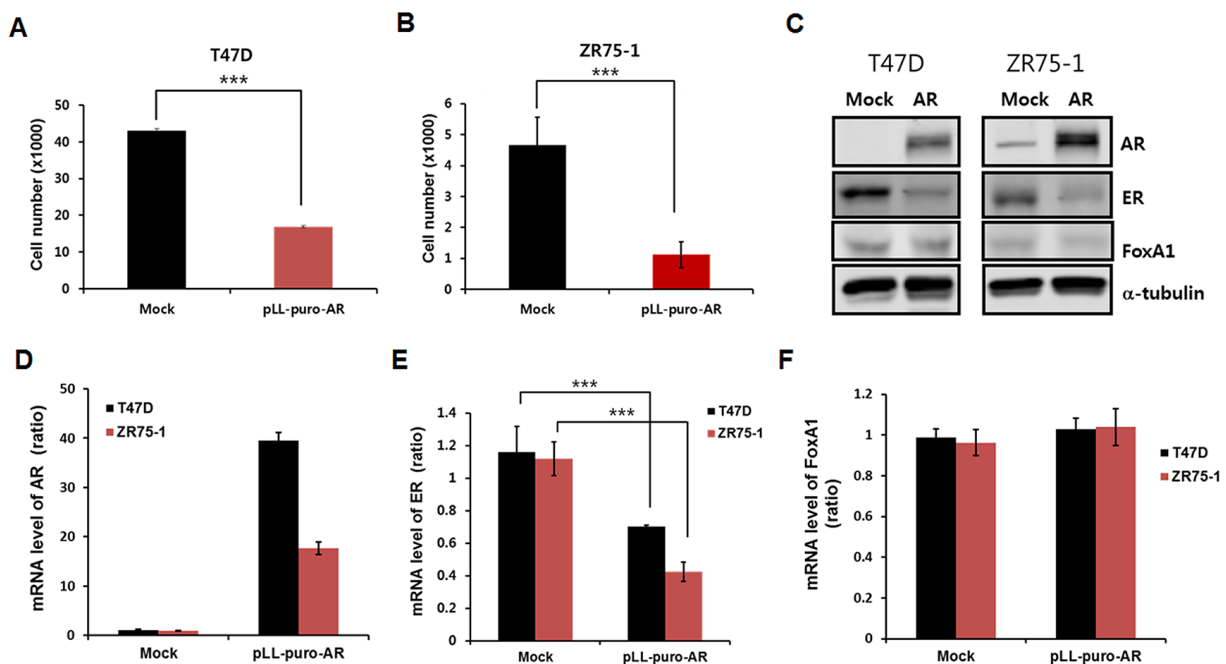 A
T47D
***
Cell number (x1000)
50
40
30
20
10
0
Mock
pLL-puro-AR
B
ZR75-1
***
Cell number (x1000)
6
5
4
3
2
1
0
Mock
pLL-puro-AR
C
T47D ZR75-1
Mock AR Mock AR
AR
ER
FoxA1
α-tubulin
D
mRNA level of AR (ratio)
50
40
30
20
10
0
T47D
ZR75-1
Mock
pLL-puro-AR
E
***
***
T47D
ZR75-1
mRNA level of ER (ratio)
1.4
1.2
1
0.8
0.6
0.4
0.2
0
Mock
pLL-puro-AR
F
mRNA level of FoxA1
(ratio)
1.2
1
0.8
0.6
0.4
0.2
0
T47D
ZR75-1
Mock
pLL-puro-AR